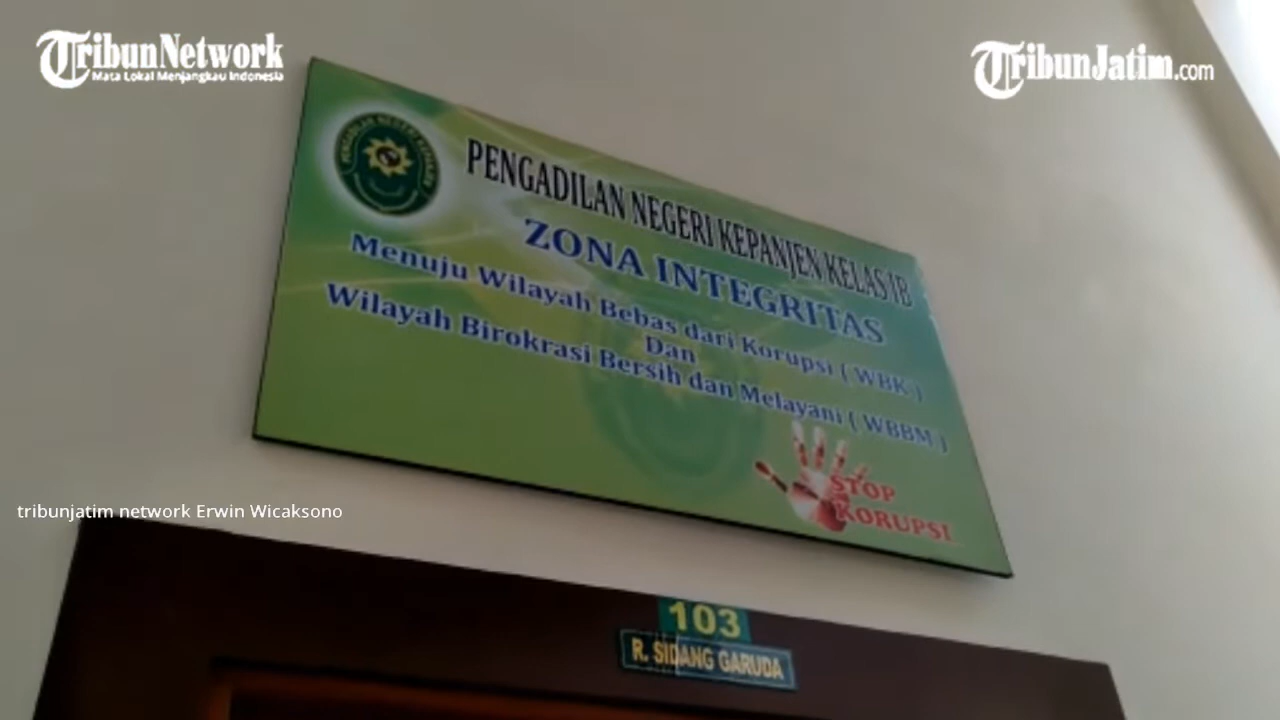 TribunNetwork
Mata Lokal Menjangkau Indonesia
TribunJatim.com
PENGADILAN NEGERI KEPANJEN KELAS IB
ZONA INTEGRITAS
Menuju Wilayah Bebas dari Korupsi ( WBK )
Dan
Wilayah Birokrasi Bersih dan Melayani ( WBBM )
STOP
KORUPSI
tribunjatim network Erwin Wicaksono
103
R. SIDANG GARUDA